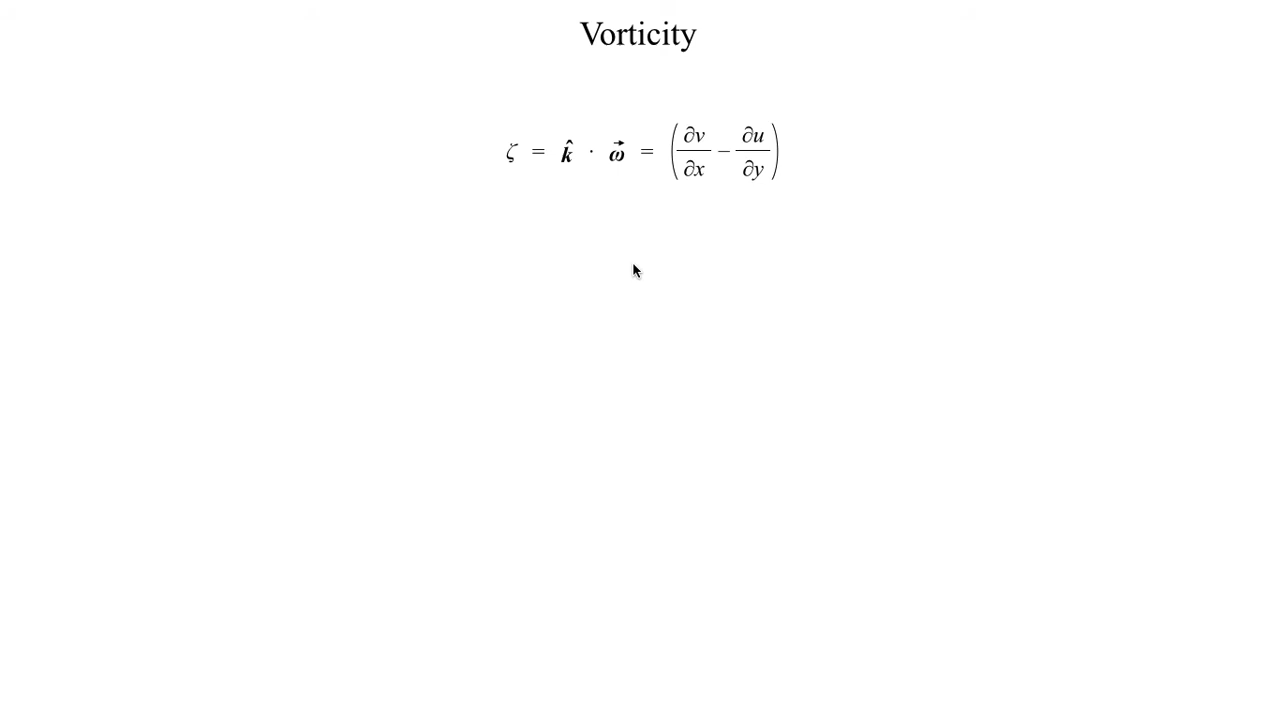 Vorticity
ζ = k̂ · ω⃗ = (∂v/∂x − ∂u/∂y)